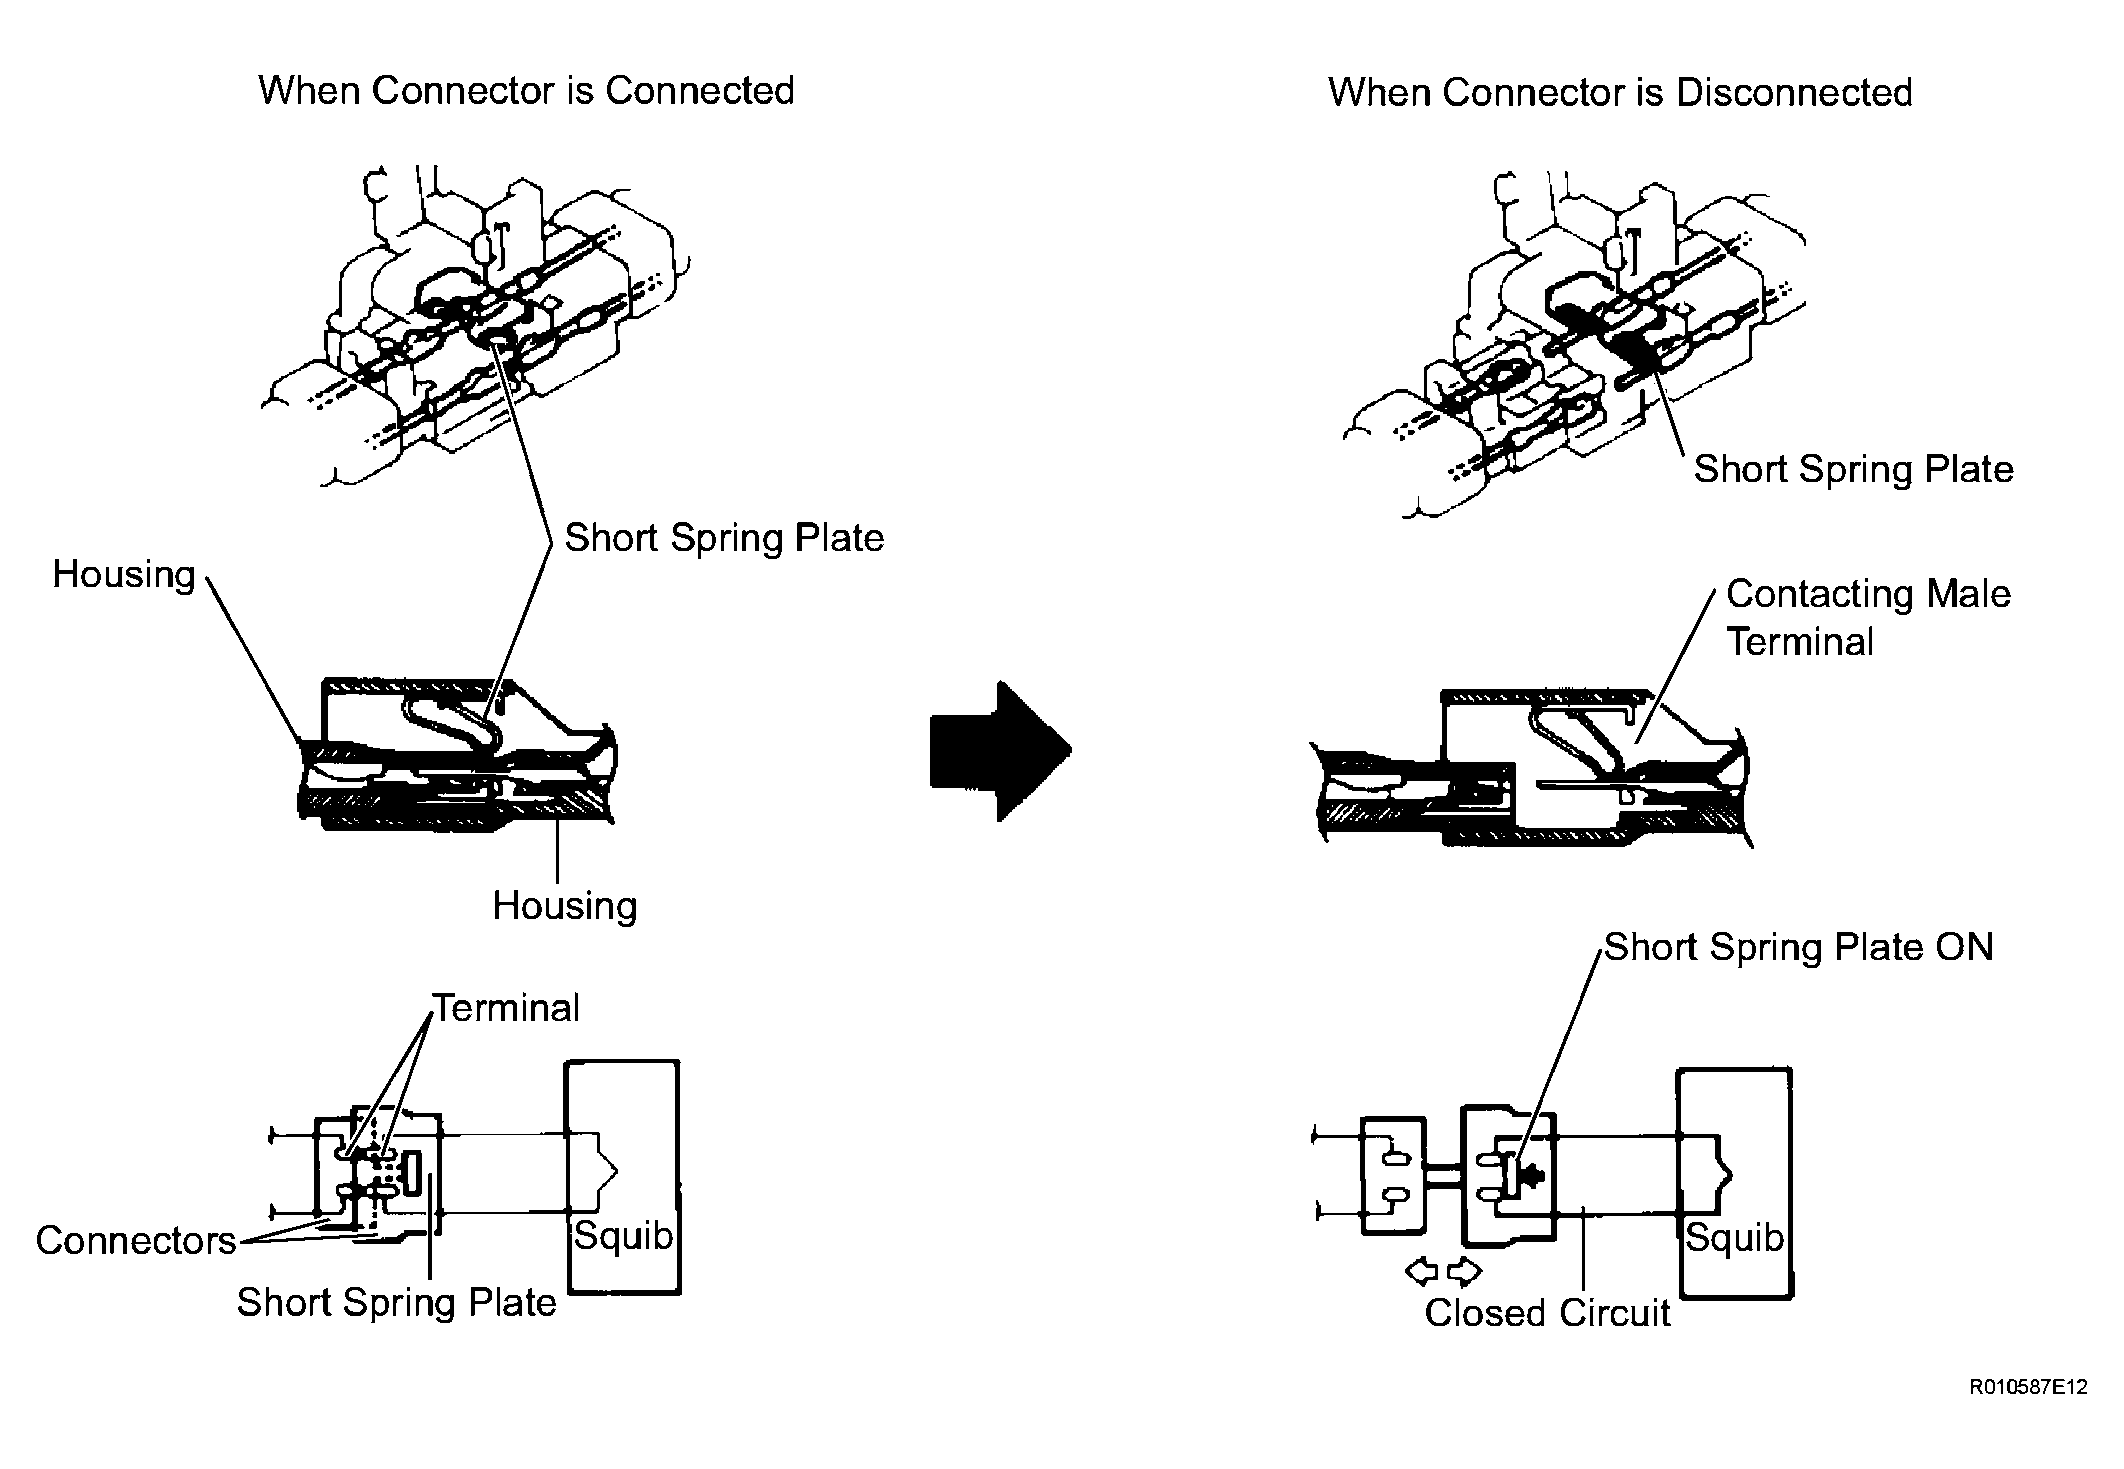 When Connector is Connected
When Connector is Disconnected
Short Spring Plate
Short Spring Plate
Housing
Contacting Male
Terminal
Housing
Short Spring Plate ON
Terminal
Squib
Squib
Connectors
Short Spring Plate
Closed Circuit
R010587E12